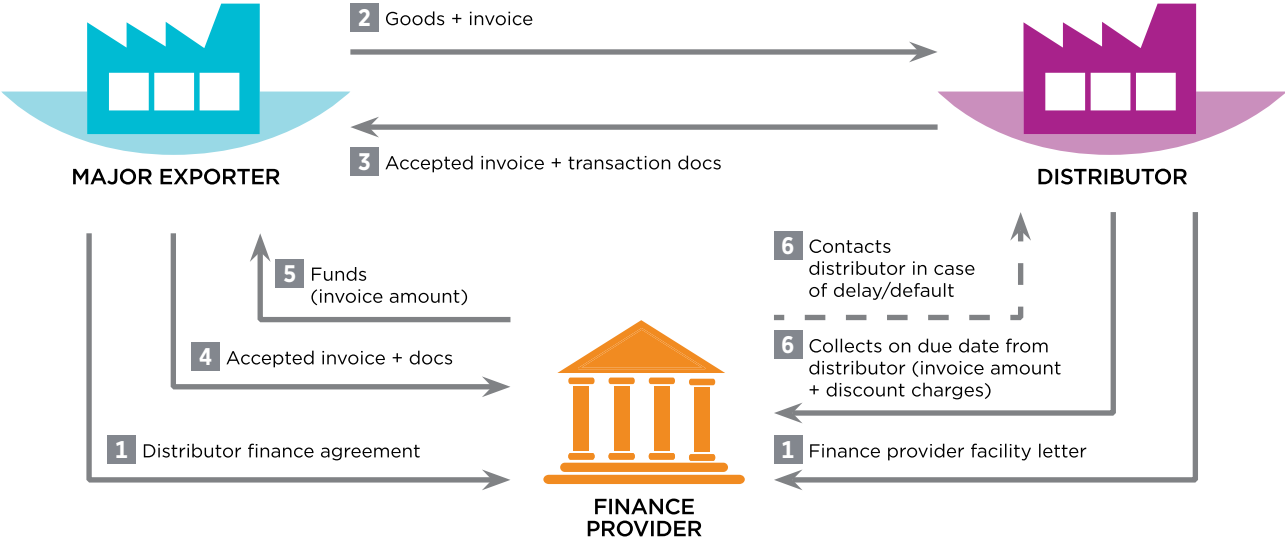 2 Goods + invoice
3 Accepted invoice + transaction docs
MAJOR EXPORTER
DISTRIBUTOR
5 Funds
(invoice amount)
6 Contacts
distributor in case
of delay/default
4 Accepted invoice + docs
6 Collects on due date from
distributor (invoice amount
+ discount charges)
1 Distributor finance agreement
1 Finance provider facility letter
FINANCE
PROVIDER